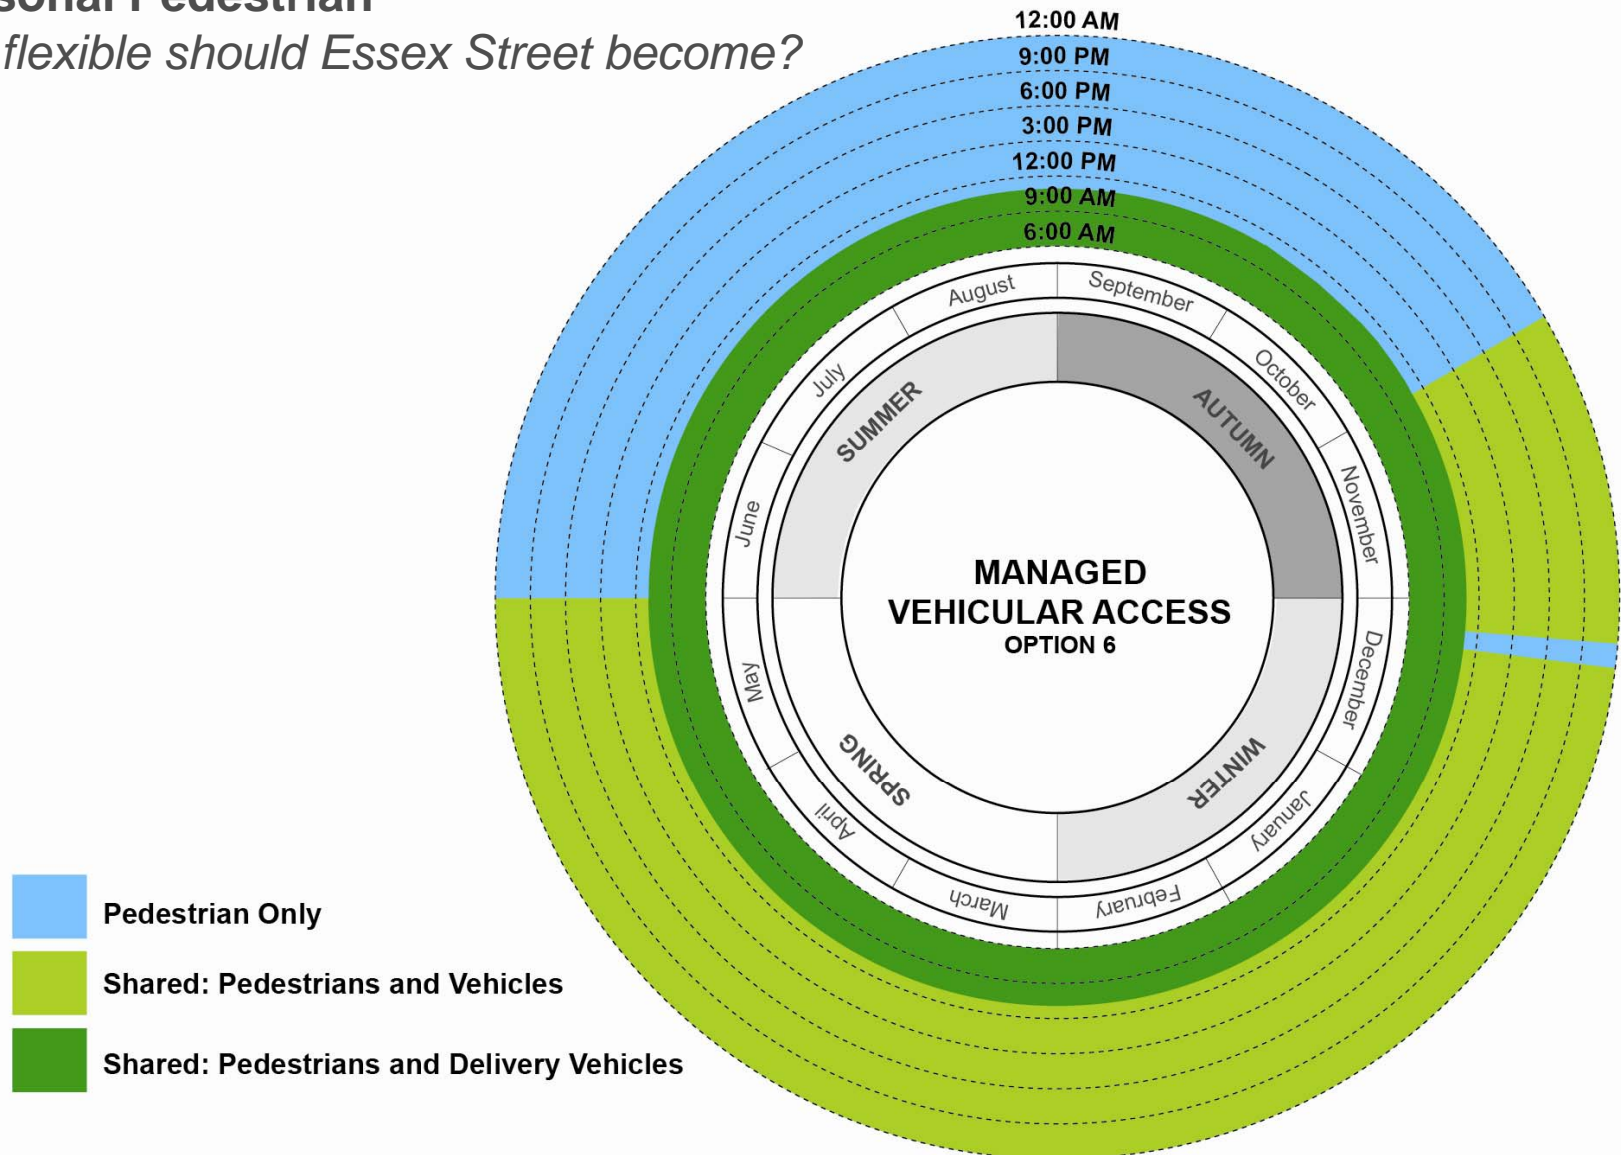 sonal Pedestrian
flexible should Essex Street become?
12:00 AM
9:00 PM
6:00 PM
3:00 PM
12:00 PM
9:00 AM
6:00 AM
August
September
July
October
June
November
May
December
April
January
March
February
SUMMER
AUTUMN
SPRING
WINTER
MANAGED
VEHICULAR ACCESS
OPTION 6
Pedestrian Only
Shared: Pedestrians and Vehicles
Shared: Pedestrians and Delivery Vehicles